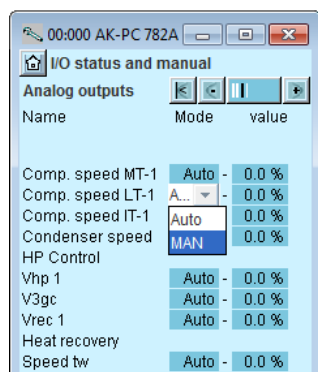 00:000 AK-PC 782A
I/O status and manual
Analog outputs
Name Mode value
Comp. speed MT-1 Auto - 0.0 %
Comp. speed LT-1 A... - 0.0 %
Comp. speed IT-1 Auto 0.0 %
Condenser speed MAN 0.0 %
HP Control
Vhp 1 Auto - 0.0 %
V3gc Auto - 0.0 %
Vrec 1 Auto - 0.0 %
Heat recovery
Speed tw Auto - 0.0 %